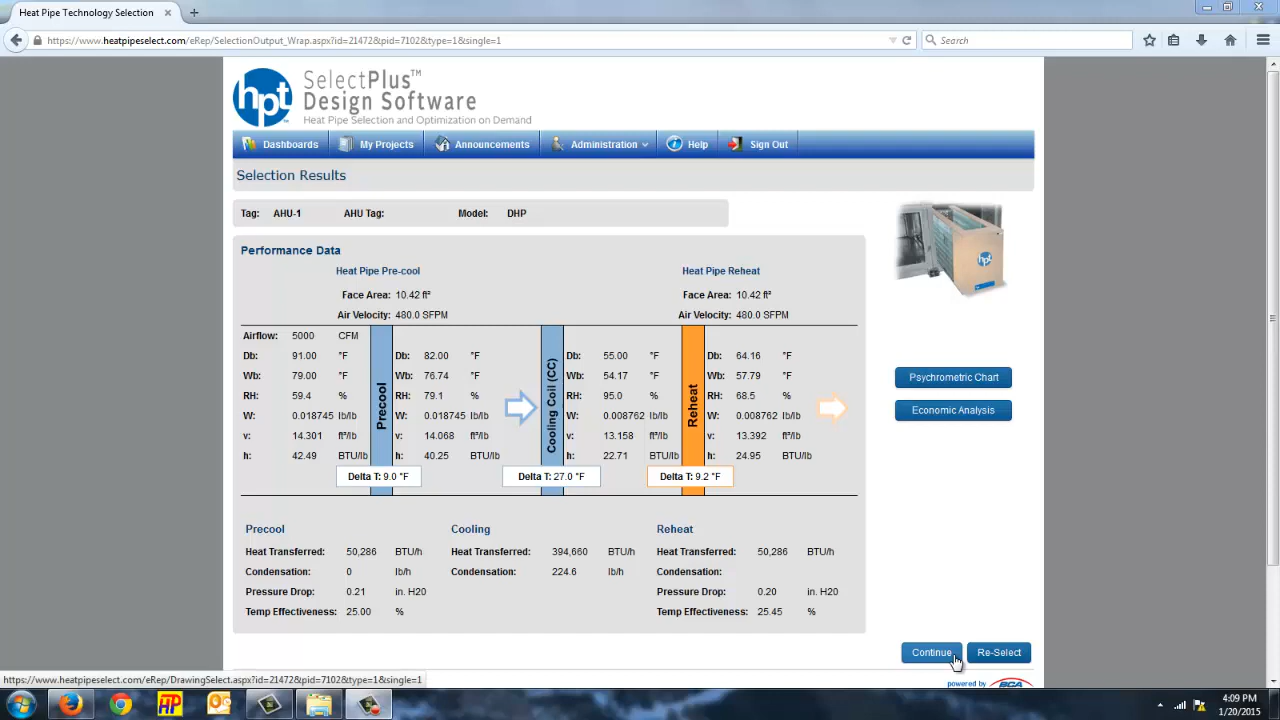 Heat Pipe Technology Selection × +
https://www.heatpipeselect.com/eRep/SelectionOutput_Wrap.aspx?id=21472&pid=7102&type=1&single=1
Search
hpt SelectPlus™
Design Software
Heat Pipe Selection and Optimization on Demand
Dashboards My Projects Announcements Administration Help Sign Out
Selection Results
Tag: AHU-1 AHU Tag: Model: DHP
Performance Data
Heat Pipe Pre-cool Heat Pipe Reheat
Face Area: 10.42 ft² Face Area: 10.42 ft²
Air Velocity: 480.0 SFPM Air Velocity: 480.0 SFPM
Airflow: 5000 CFM
Db: 91.00 °F Db: 82.00 °F Db: 55.00 °F Db: 64.16 °F
Wb: 79.00 °F Wb: 76.74 °F Wb: 54.17 °F Wb: 57.79 °F
RH: 59.4 % RH: 79.1 % RH: 95.0 % RH: 68.5 %
W: 0.018745 lb/lb W: 0.018745 lb/lb W: 0.008762 lb/lb W: 0.008762 lb/lb
v: 14.301 ft³/lb v: 14.068 ft³/lb v: 13.158 ft³/lb v: 13.392 ft³/lb
h: 42.49 BTU/lb h: 40.25 BTU/lb h: 22.71 BTU/lb h: 24.95 BTU/lb
Precool
Cooling Coil (CC)
Reheat
Delta T: 9.0 °F Delta T: 27.0 °F Delta T: 9.2 °F
Precool Cooling Reheat
Heat Transferred: 50,286 BTU/h Heat Transferred: 394,660 BTU/h Heat Transferred: 50,286 BTU/h
Condensation: 0 lb/h Condensation: 224.6 lb/h Condensation:
Pressure Drop: 0.21 in. H20 Pressure Drop: 0.20 in. H20
Temp Effectiveness: 25.00 % Temp Effectiveness: 25.45 %
hpt
Psychrometric Chart
Economic Analysis
Continue Re-Select
powered by BCA
https://www.heatpipeselect.com/eRep/DrawingSelect.aspx?id=21472&pid=7102&type=1&single=1
HP
4:09 PM
1/20/2015